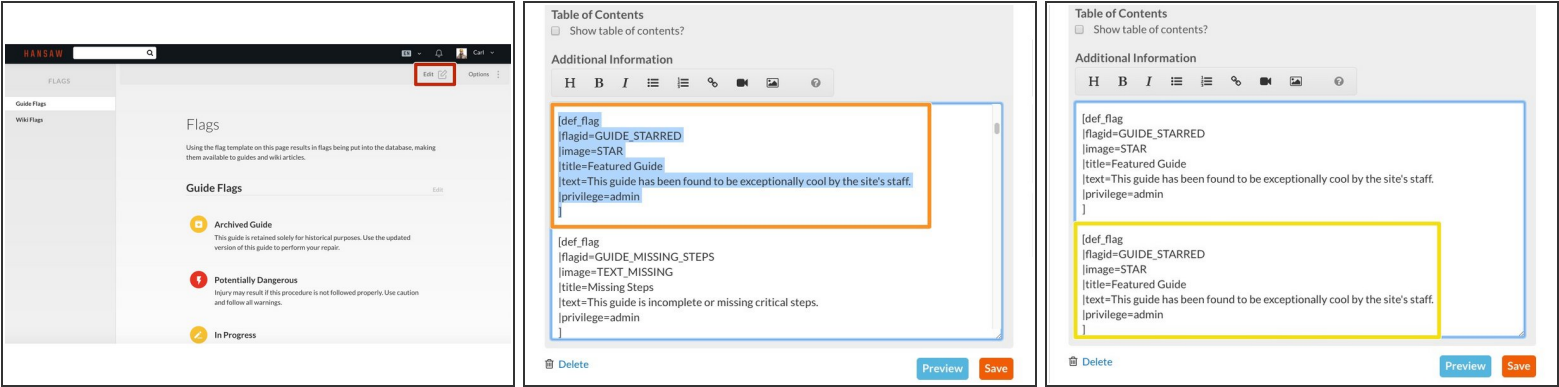 HANSAW
EN
Carl
FLAGS
Edit
Options
Guide Flags
Wiki Flags
Flags
Using the flag template on this page results in flags being put into the database, making
them available to guides and wiki articles.
Guide Flags
Edit
Archived Guide
This guide is retained solely for historical purposes. Use the updated
version of this guide to perform your repair.
Potentially Dangerous
Injury may result if this procedure is not followed properly. Use caution
and follow all warnings.
In Progress
Table of Contents
Show table of contents?
Additional Information
H B I
[def_flag
|flagid=GUIDE_STARRED
|image=STAR
|title=Featured Guide
|text=This guide has been found to be exceptionally cool by the site's staff.
|privilege=admin
]
[def_flag
|flagid=GUIDE_MISSING_STEPS
|image=TEXT_MISSING
|title=Missing Steps
|text=This guide is incomplete or missing critical steps.
|privilege=admin
]
Delete
Preview
Save
Table of Contents
Show table of contents?
Additional Information
H B I
[def_flag
|flagid=GUIDE_STARRED
|image=STAR
|title=Featured Guide
|text=This guide has been found to be exceptionally cool by the site's staff.
|privilege=admin
]
[def_flag
|flagid=GUIDE_STARRED
|image=STAR
|title=Featured Guide
|text=This guide has been found to be exceptionally cool by the site's staff.
|privilege=admin
]
Delete
Preview
Save